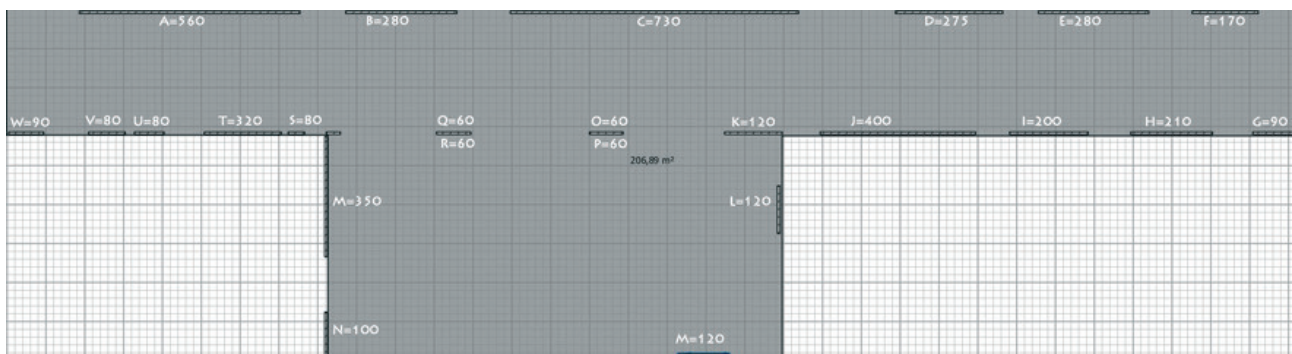 A=560 B=280 C=730 D=275 E=280 F=170
W=90 V=80 U=80 T=320 S=80 Q=60 O=60 K=120 J=400 I=200 H=210 G=90
R=60 P=60
206,89 m²
M=350 L=120
N=100
M=120